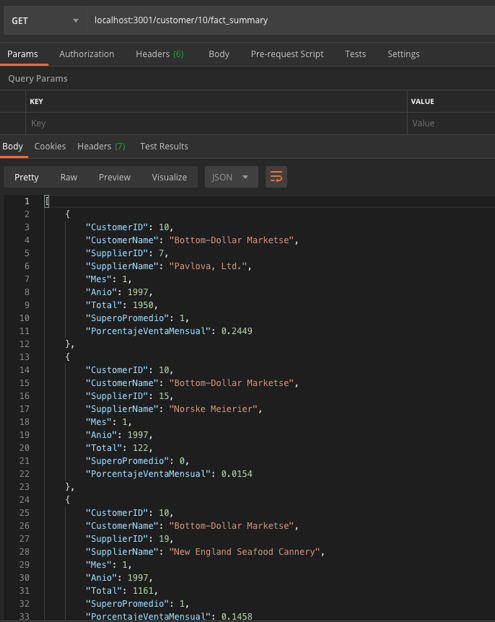 GET localhost:3001/customer/10/fact_summary
Params Authorization Headers (6) Body Pre-request Script Tests Settings
Query Params
KEY VALUE
Key Value
Body Cookies Headers (7) Test Results
Pretty Raw Preview Visualize JSON
1 [
2 {
3 "CustomerID": 10,
4 "CustomerName": "Bottom-Dollar Marketse",
5 "SupplierID": 7,
6 "SupplierName": "Pavlova, Ltd.",
7 "Mes": 1,
8 "Anio": 1997,
9 "Total": 1950,
10 "SuperoPromedio": 1,
11 "PorcentajeVentaMensual": 0.2449
12 },
13 {
14 "CustomerID": 10,
15 "CustomerName": "Bottom-Dollar Marketse",
16 "SupplierID": 15,
17 "SupplierName": "Norske Meierier",
18 "Mes": 1,
19 "Anio": 1997,
20 "Total": 122,
21 "SuperoPromedio": 0,
22 "PorcentajeVentaMensual": 0.0154
23 },
24 {
25 "CustomerID": 10,
26 "CustomerName": "Bottom-Dollar Marketse",
27 "SupplierID": 19,
28 "SupplierName": "New England Seafood Cannery",
29 "Mes": 1,
30 "Anio": 1997,
31 "Total": 1161,
32 "SuperoPromedio": 1,
33 "PorcentajeVentaMensual": 0.1458